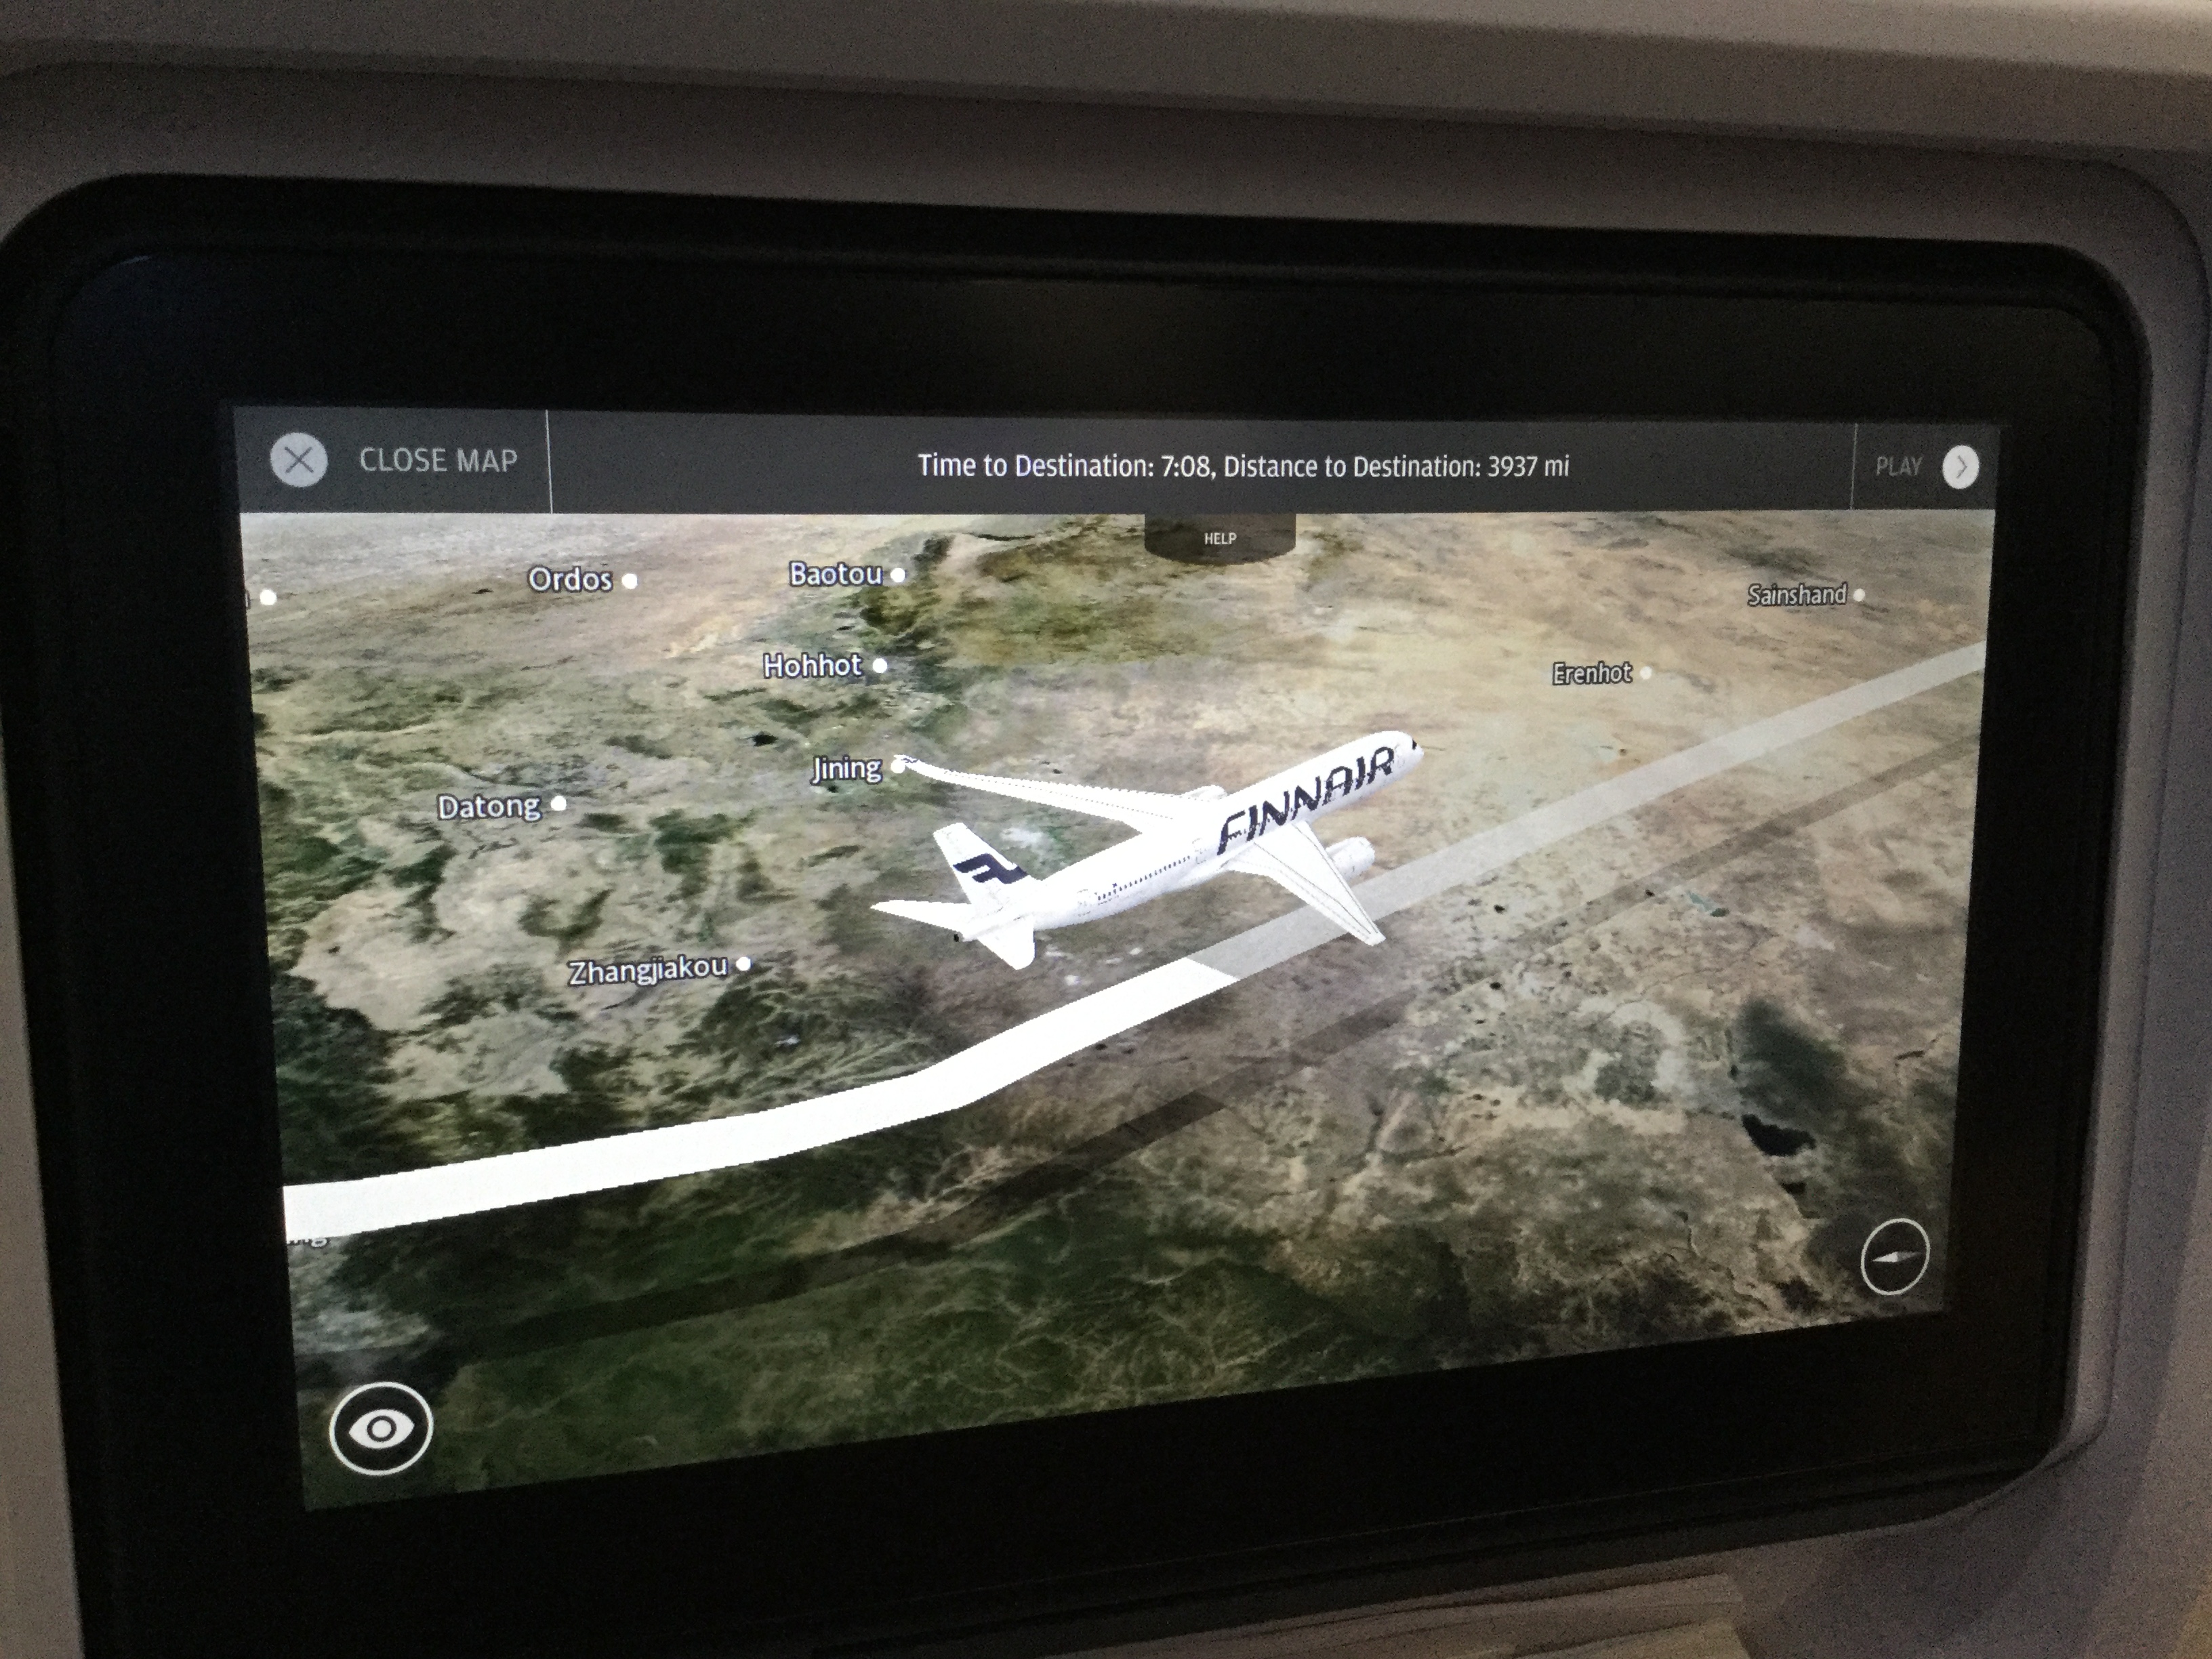 CLOSE MAP
Time to Destination: 7:08, Distance to Destination: 3937 mi
PLAY
HELP
Ordos
Baotou
Sainshand
Hohhot
Erenhot
Jining
FINNAIR
Datong
Zhangjiakou